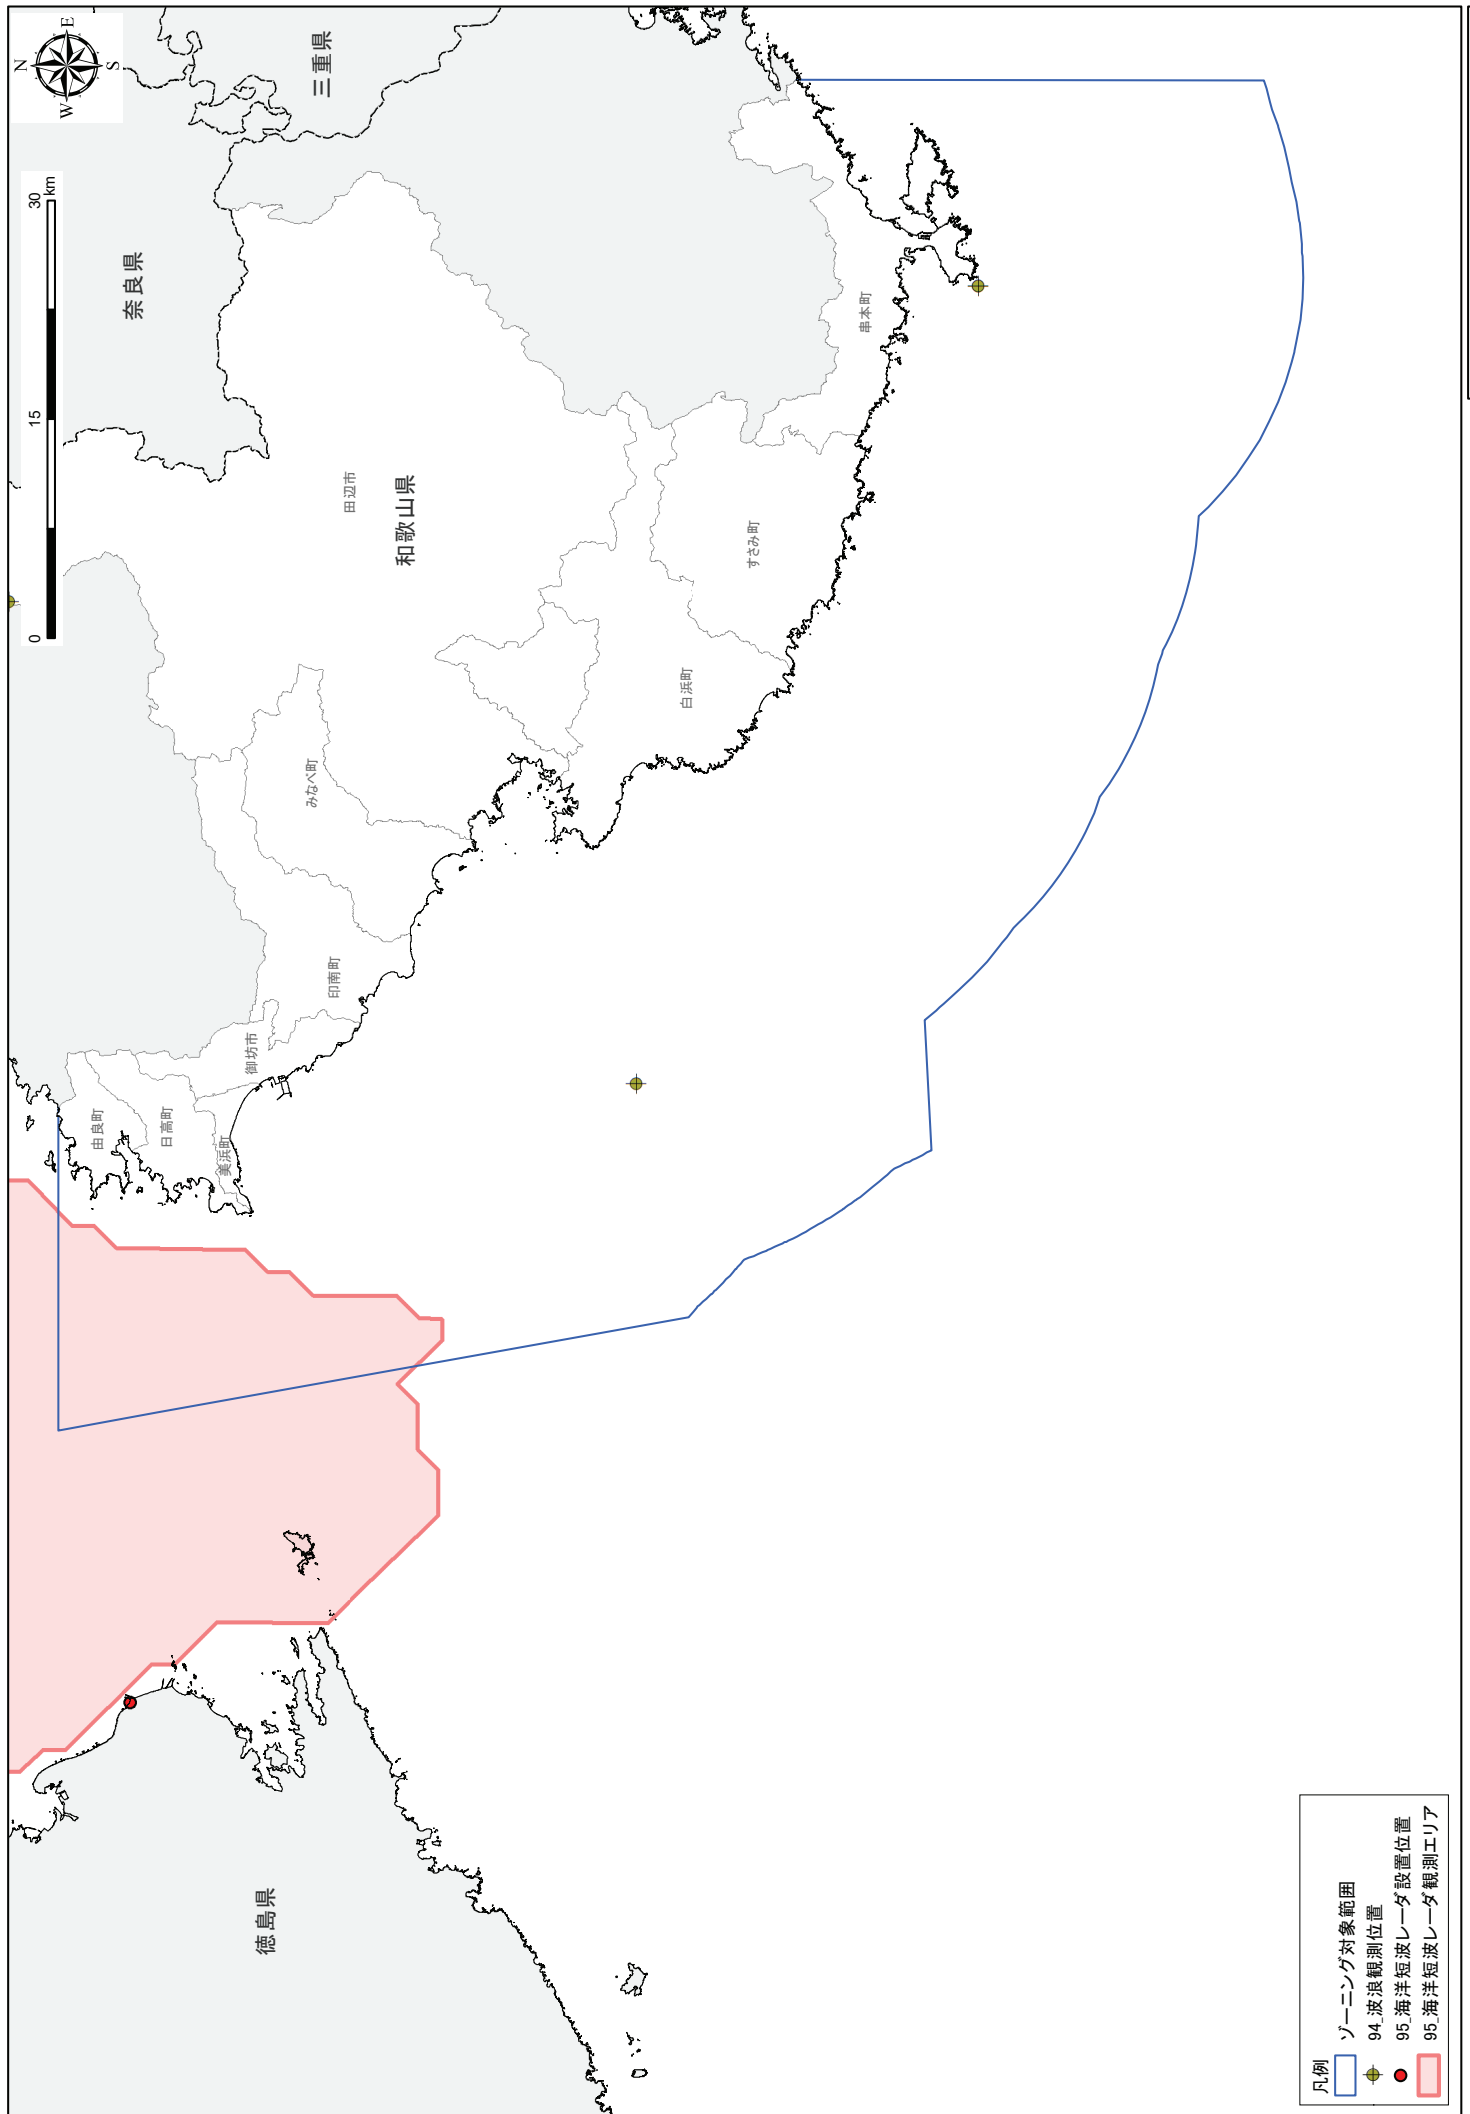 N
W
E
S
0
15
30
km
奈良県
三重県
和歌山県
田辺市
みなべ町
印南町
御坊市
由良町
日高町
美浜町
白浜町
すさみ町
串本町
徳島県
凡例
ゾーニング対象範囲
94_波浪観測位置
95_海洋短波レーダ設置位置
95_海洋短波レーダ観測エリア